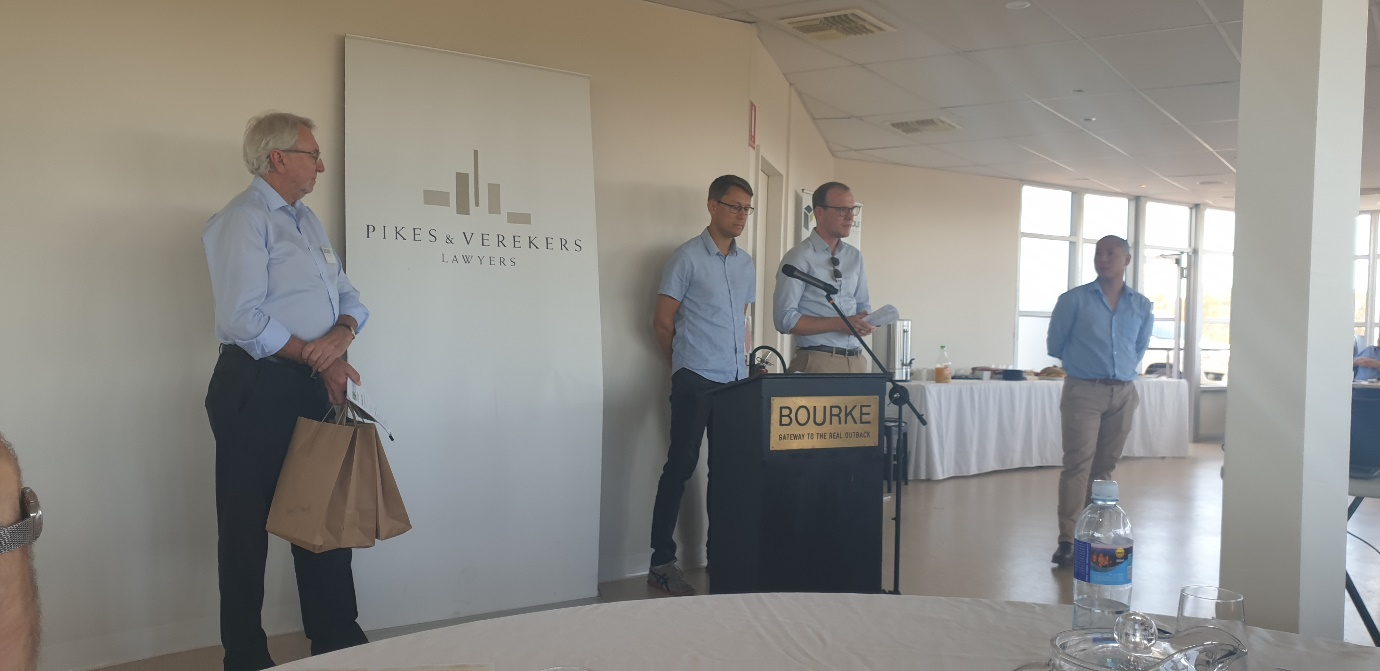 PIKES & VEREKERS
LAWYERS
BOURKE
GATEWAY TO THE REAL OUTBACK